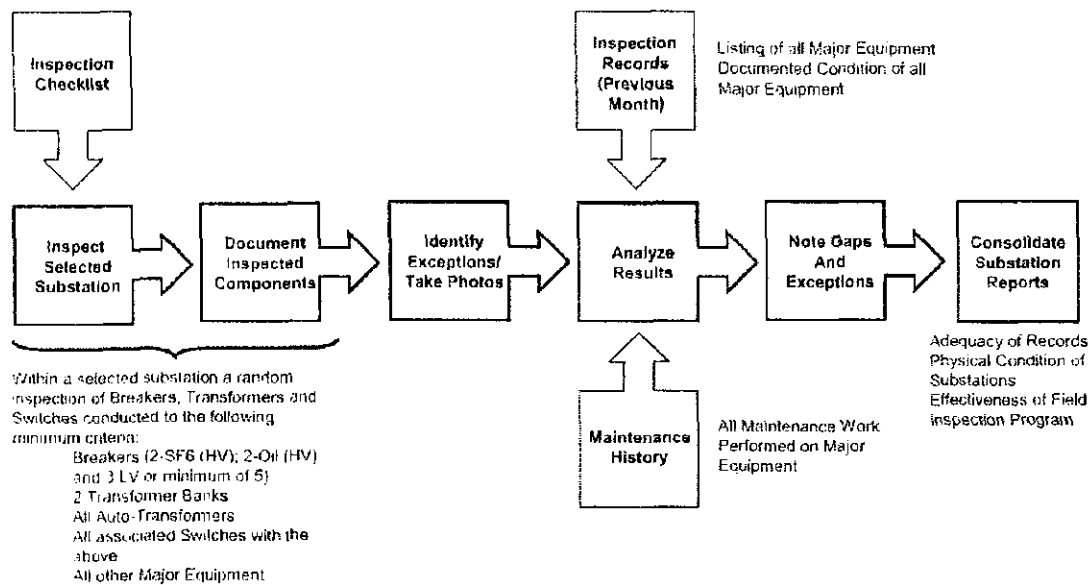 Inspection
Checklist
Inspection
Records
(Previous
Month)
Listing of all Major Equipment
Documented Condition of all
Major Equipment
Inspect
Selected
Substation
Document
Inspected
Components
Identify
Exceptions/
Take Photos
Analyze
Results
Note Gaps
And
Exceptions
Consolidate
Substation
Reports
Within a selected substation a random
inspection of Breakers, Transformers and
Switches conducted to the following
minimum criteria:
Breakers (2-SF6 (HV); 2-Oil (HV)
and 3 LV or minimum of 5)
2 Transformer Banks
All Auto-Transformers
All associated Switches with the
above
All other Major Equipment
Maintenance
History
All Maintenance Work
Performed on Major
Equipment
Adequacy of Records
Physical Condition of
Substations
Effectiveness of Field
Inspection Program